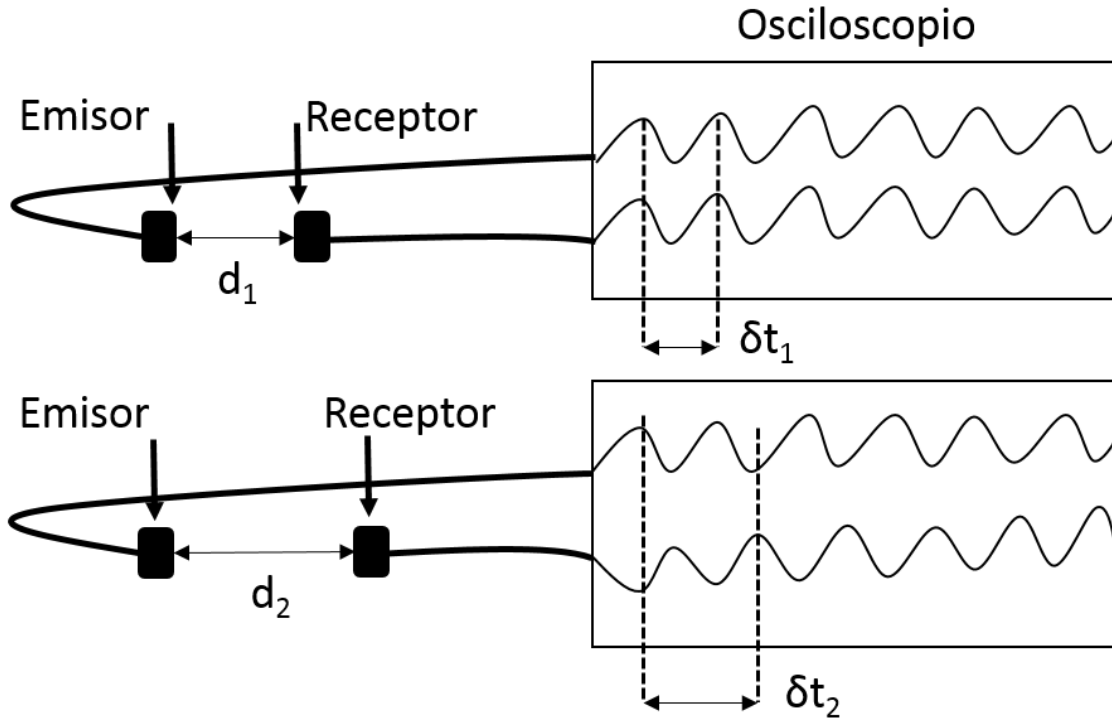 Osciloscopio
Emisor
Receptor
d₁
δt₁
Emisor
Receptor
d₂
δt₂